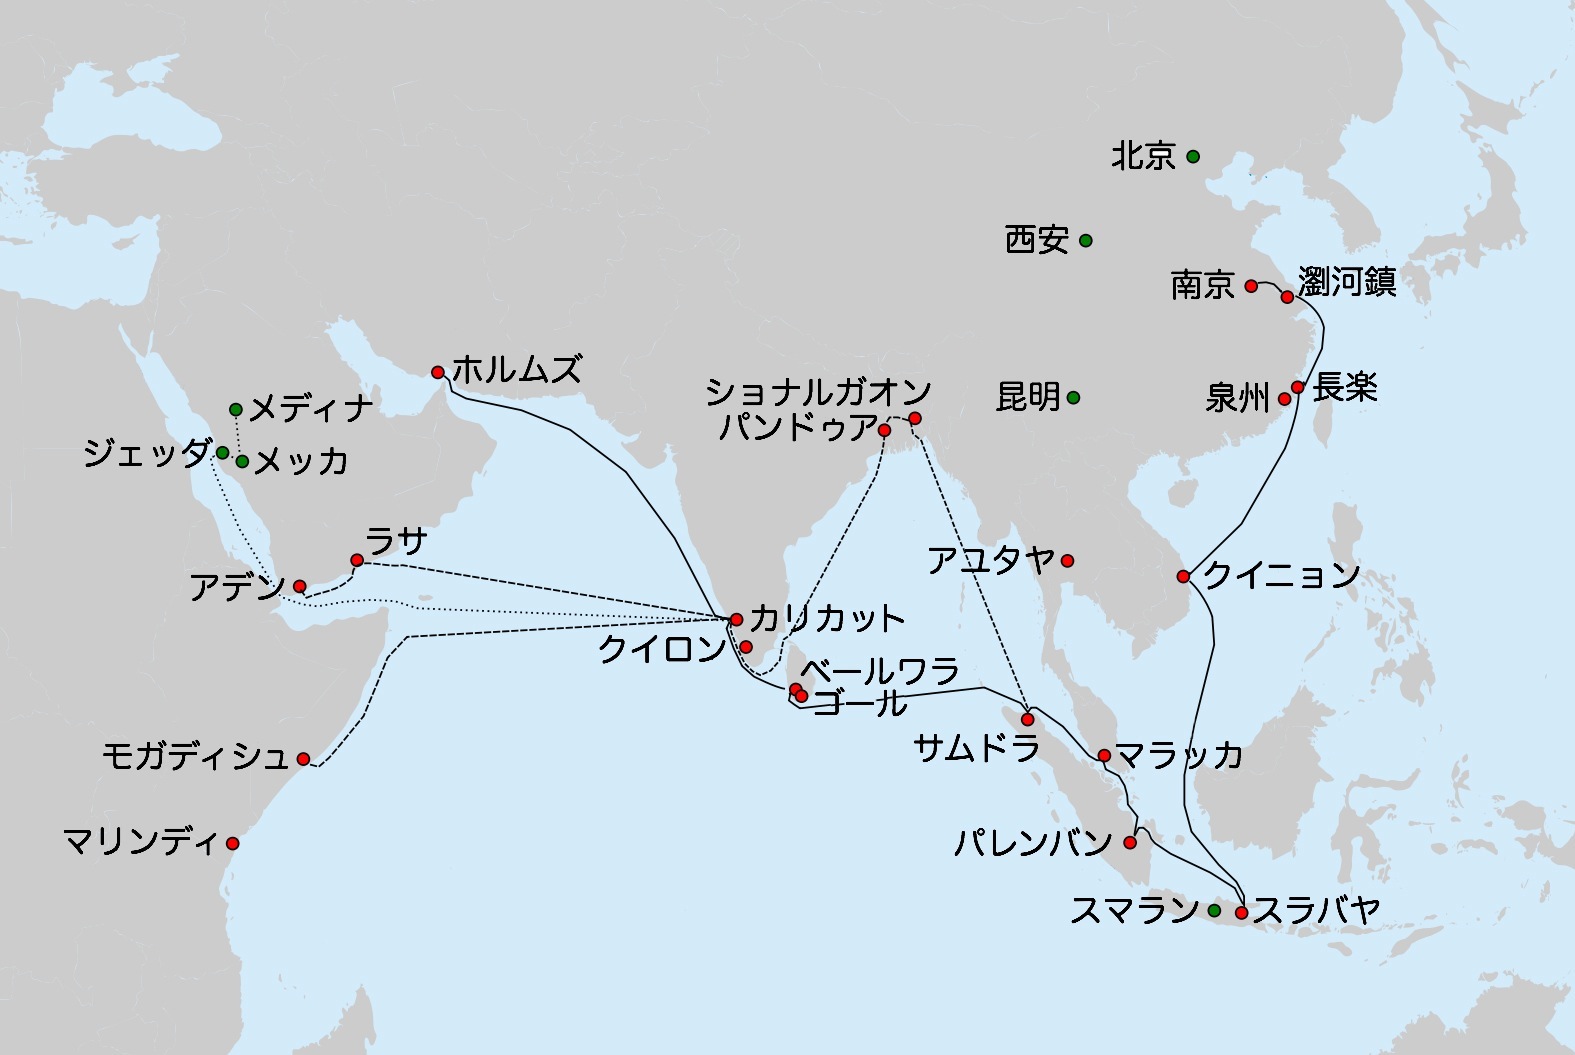 北京
西安
南京
瀏河鎮
ホルムズ
ショナルガオン
パンドゥア
昆明
泉州
長楽
メディナ
ジェッダ
メッカ
ラサ
アデン
アユタヤ
クイニョン
カリカット
クイロン
ベールワラ
ゴール
サムドラ
マラッカ
モガディシュ
マリンディ
パレンバン
スマラン
スラバヤ